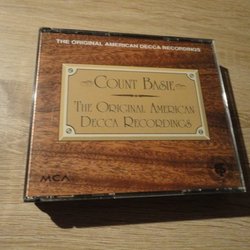 THE ORIGINAL AMERICAN DECCA RECORDINGS
COUNT BASIE
THE ORIGINAL AMERICAN
DECCA RECORDINGS
MCA